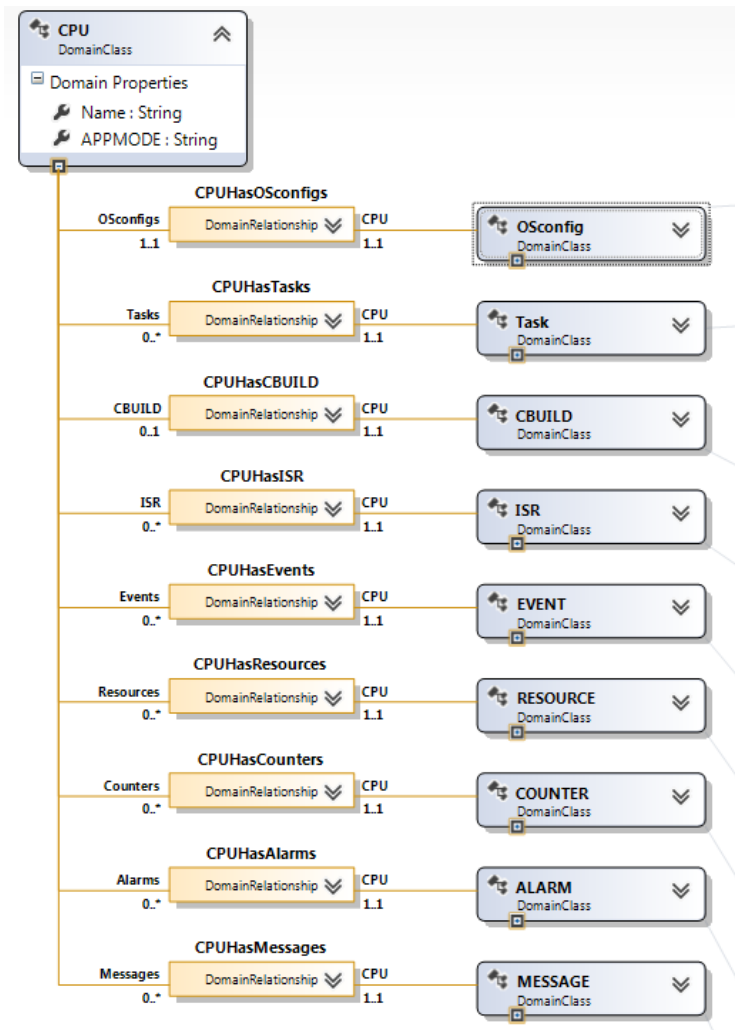 CPU
DomainClass
Domain Properties
Name : String
APPMODE : String
CPUHasOSconfigs
OSconfigs DomainRelationship CPU OSconfig
1..1 1..1 DomainClass
CPUHasTasks
Tasks DomainRelationship CPU Task
0..* 1..1 DomainClass
CPUHasCBUILD
CBUILD DomainRelationship CPU CBUILD
0..1 1..1 DomainClass
CPUHasISR
ISR DomainRelationship CPU ISR
0..* 1..1 DomainClass
CPUHasEvents
Events DomainRelationship CPU EVENT
0..* 1..1 DomainClass
CPUHasResources
Resources DomainRelationship CPU RESOURCE
0..* 1..1 DomainClass
CPUHasCounters
Counters DomainRelationship CPU COUNTER
0..* 1..1 DomainClass
CPUHasAlarms
Alarms DomainRelationship CPU ALARM
0..* 1..1 DomainClass
CPUHasMessages
Messages DomainRelationship CPU MESSAGE
0..* 1..1 DomainClass